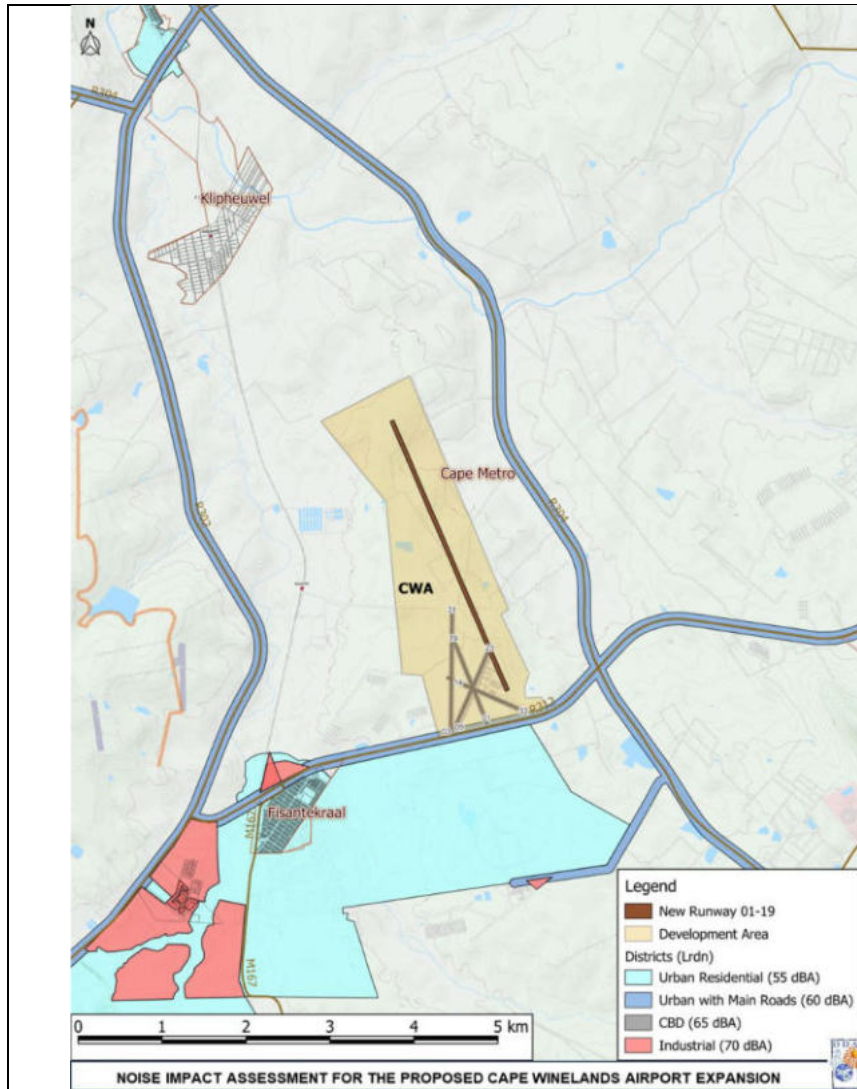 N
R304
Klipheuwel
R302
R304
Cape Metro
CWA
R312
Fisantekraal
M167
Legend
New Runway 01-19
Development Area
Districts (Lrdn)
Urban Residential (55 dBA)
Urban with Main Roads (60 dBA)
CBD (65 dBA)
Industrial (70 dBA)
0 1 2 3 4 5 km
NOISE IMPACT ASSESSMENT FOR THE PROPOSED CAPE WINELANDS AIRPORT EXPANSION